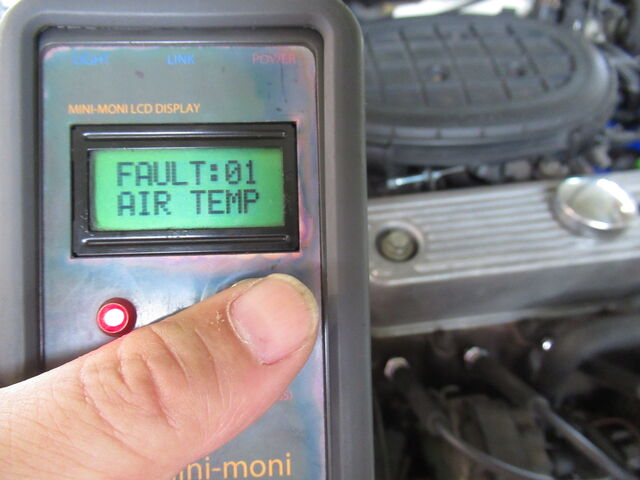 LIGHT LINK POWER
MINI-MONI LCD DISPLAY
FAULT:01
AIR TEMP
mini-moni